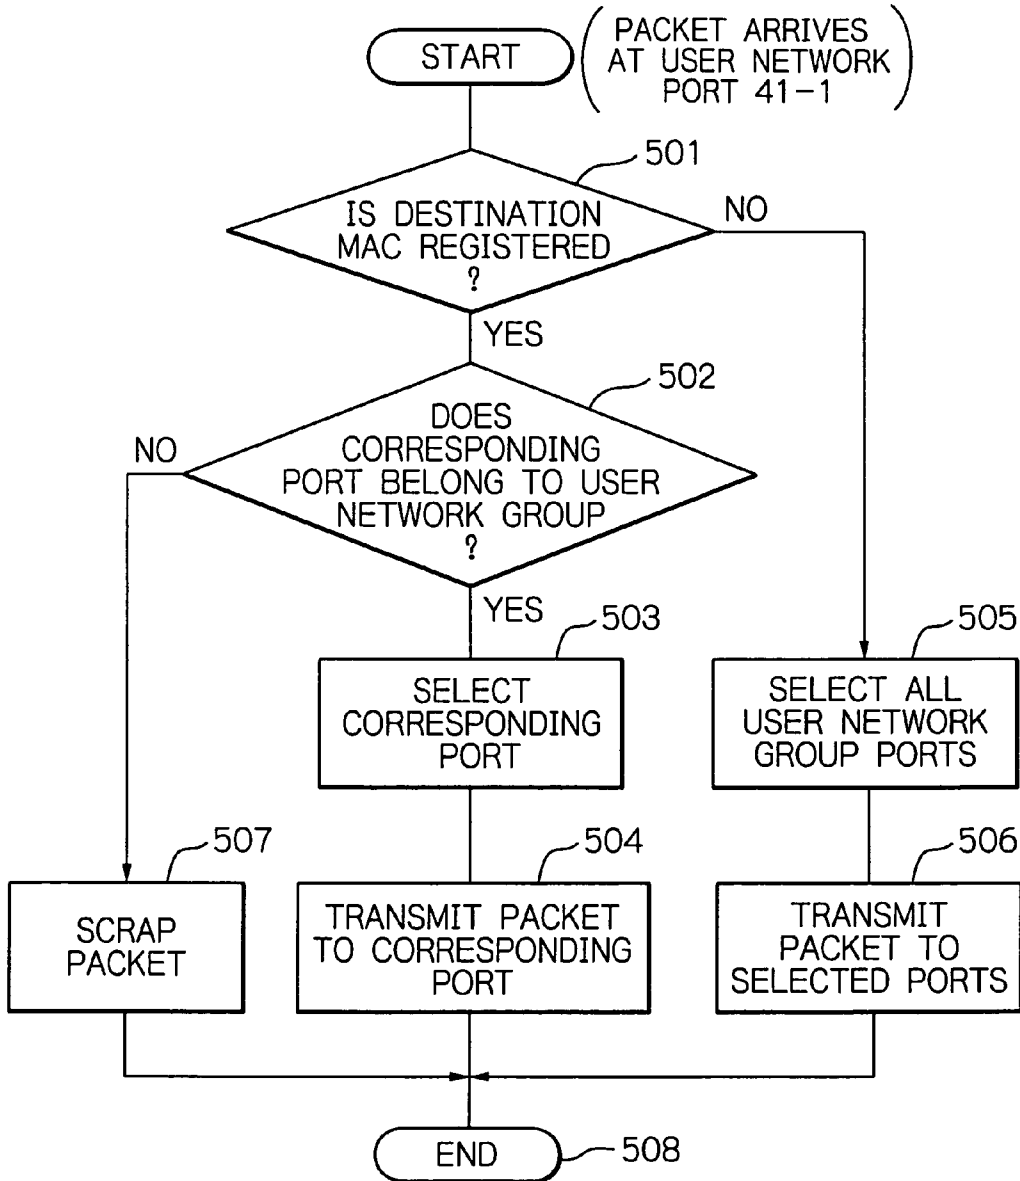 START
PACKET ARRIVES
AT USER NETWORK
PORT 41-1
501
IS DESTINATION
MAC REGISTERED
?
NO
YES
502
DOES
CORRESPONDING
PORT BELONG TO USER
NETWORK GROUP
?
NO
YES
503
SELECT
CORRESPONDING
PORT
505
SELECT ALL
USER NETWORK
GROUP PORTS
507
SCRAP
PACKET
504
TRANSMIT PACKET
TO CORRESPONDING
PORT
506
TRANSMIT
PACKET TO
SELECTED PORTS
END
508